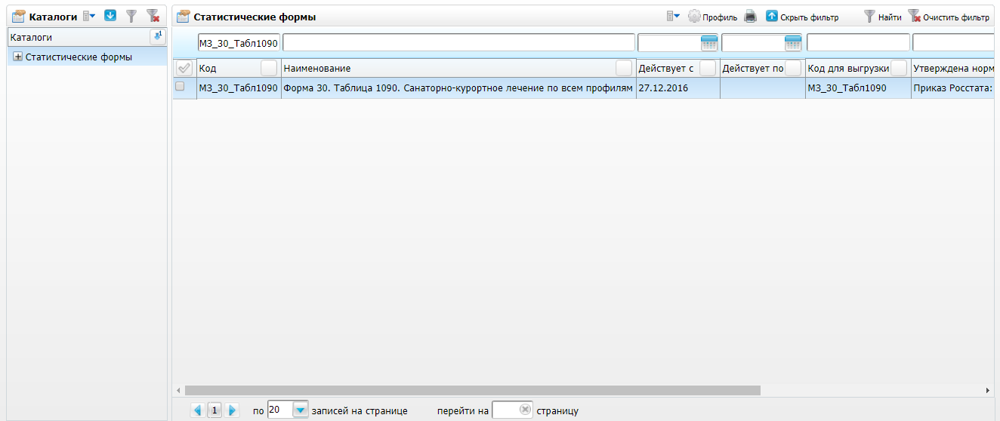 Каталоги
Статистические формы
Профиль
Скрыть фильтр
Найти
Очистить фильтр
Каталоги
МЗ_30_Табл1090
Статистические формы
Код
Наименование
Действует с
Действует по
Код для выгрузки
Утверждена норм
МЗ_30_Табл1090
Форма 30. Таблица 1090. Санаторно-курортное лечение по всем профилям
27.12.2016
МЗ_30_Табл1090
Приказ Росстата:
1
по 20 записей на странице
перейти на страницу